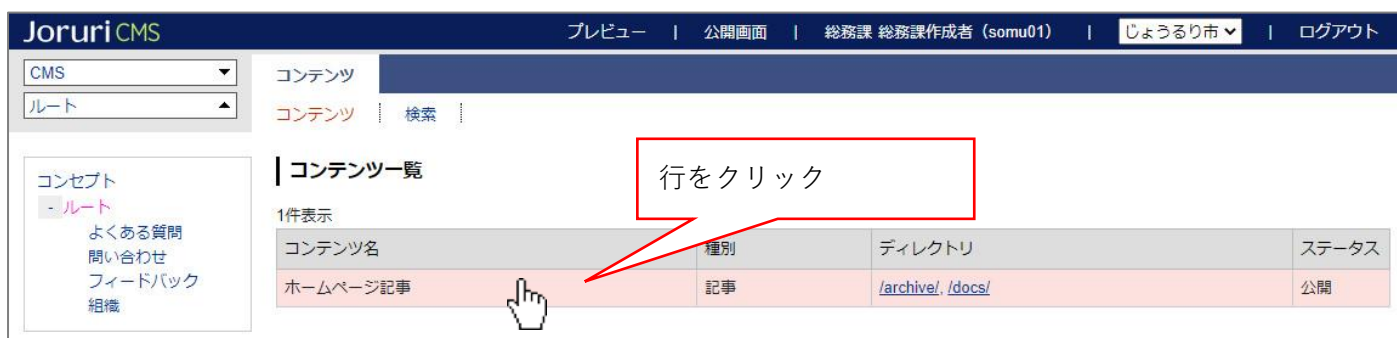 Joruri CMS プレビュー | 公開画面 | 総務課 総務課作成者（somu01） | じょうるり市 | ログアウト
CMS
ルート
コンテンツ
コンテンツ 検索
コンセプト
- ルート
よくある質問
問い合わせ
フィードバック
組織
コンテンツ一覧
行をクリック
1件表示
コンテンツ名 種別 ディレクトリ ステータス
ホームページ記事 記事 /archive/, /docs/ 公開